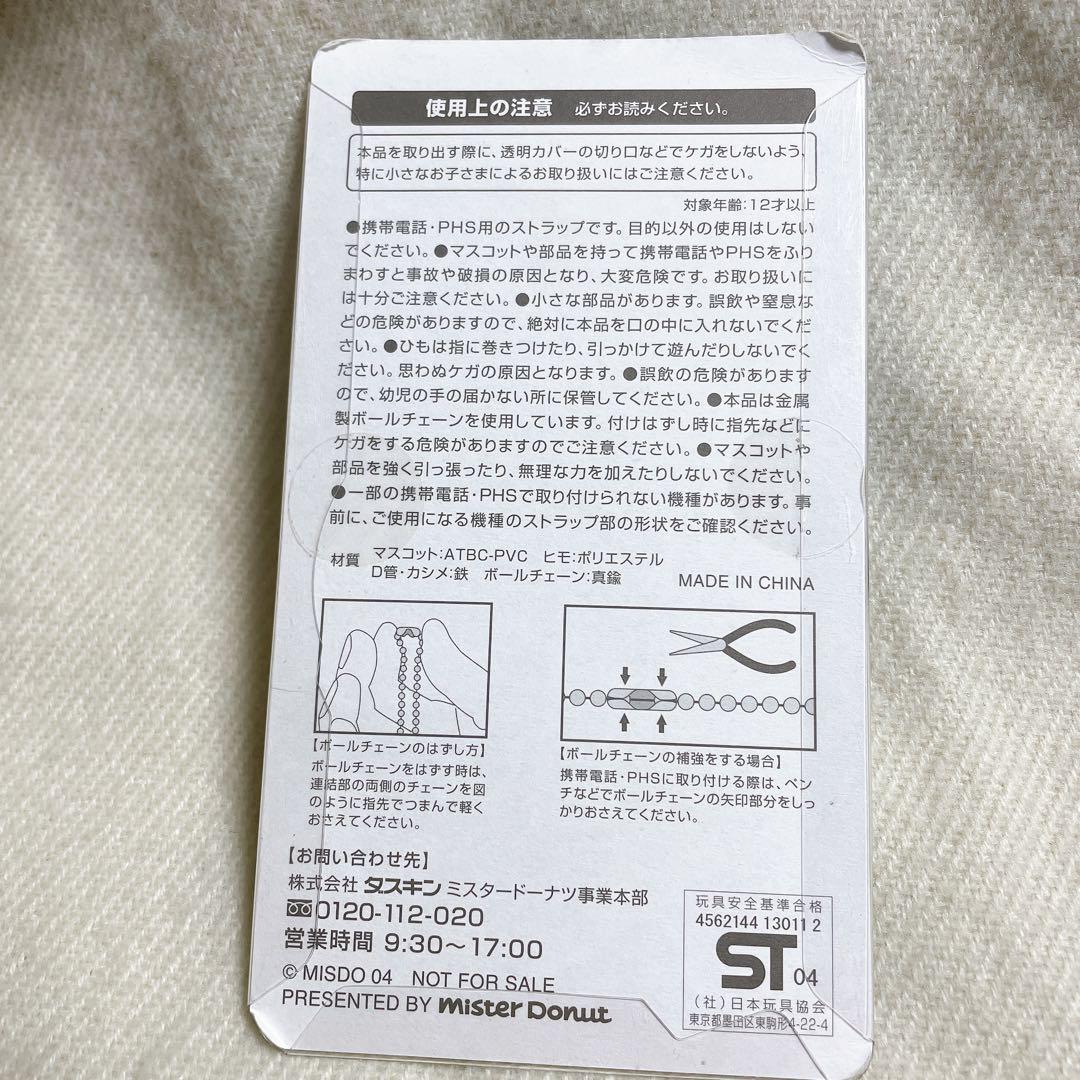 使用上の注意 必ずお読みください。
本品を取り出す際に、透明カバーの切り口などでケガをしないよう、
特に小さなお子さまによるお取り扱いにはご注意ください。
対象年齢:12才以上
●携帯電話・PHS用のストラップです。目的以外の使用はしない
でください。●マスコットや部品を持って携帯電話やPHSをふり
まわすと事故や破損の原因となり、大変危険です。お取り扱いに
は十分ご注意ください。●小さな部品があります。誤飲や窒息な
どの危険がありますので、絶対に本品を口の中に入れないでくだ
さい。●ひもは指に巻きつけたり、引っかけて遊んだりしないでく
ださい。思わぬケガの原因となります。●誤飲の危険があります
ので、幼児の手の届かない所に保管してください。●本品は金属
製ボールチェーンを使用しています。付けはずし時に指先などに
ケガをする危険がありますのでご注意ください。●マスコットや
部品を強く引っ張ったり、無理な力を加えたりしないでください。
●一部の携帯電話・PHSで取り付けられない機種があります。事
前に、ご使用になる機種のストラップ部の形状をご確認ください。
材質 マスコット:ATBC-PVC ヒモ:ポリエステル
D管・カシメ:鉄 ボールチェーン:真鍮
MADE IN CHINA
【ボールチェーンのはずし方】
ボールチェーンをはずす時は、
連結部の両側のチェーンを図
のように指先でつまんで軽く
おさえてください。
【ボールチェーンの補強をする場合】
携帯電話・PHSに取り付ける際は、ペン
チなどでボールチェーンの矢印部分をしっ
かりおさえてください。
【お問い合わせ先】
株式会社 ダスキン ミスタードーナツ事業本部
0120-112-020
営業時間 9:30〜17:00
© MISDO 04 NOT FOR SALE
PRESENTED BY mister Donut
玩具安全基準合格
4562144 13011 2
ST 04
(社)日本玩具協会
東京都墨田区東駒形4-22-4